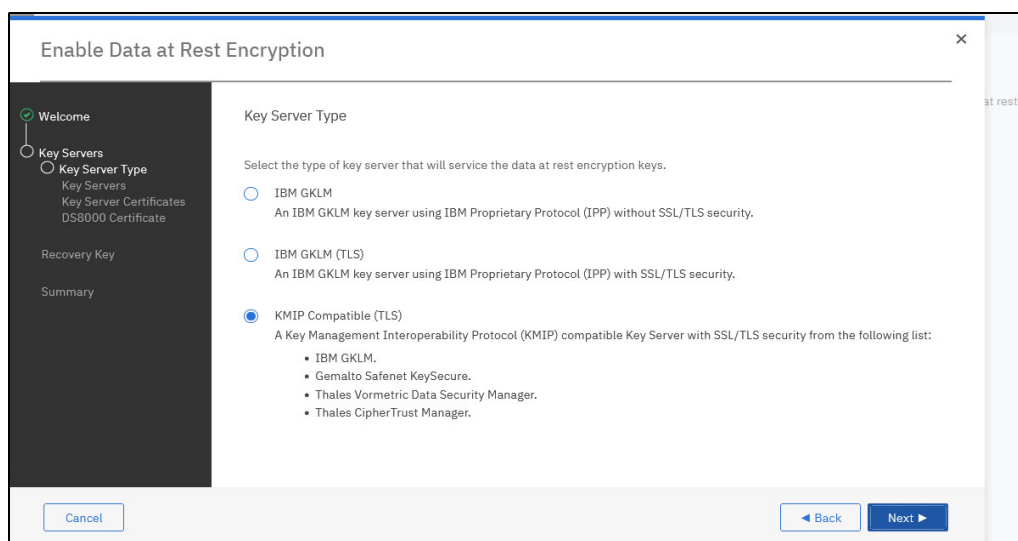 Enable Data at Rest Encryption
×
at rest
Welcome
Key Servers
Key Server Type
Key Servers
Key Server Certificates
DS8000 Certificate
Recovery Key
Summary
Key Server Type
Select the type of key server that will service the data at rest encryption keys.
IBM GKLM
An IBM GKLM key server using IBM Proprietary Protocol (IPP) without SSL/TLS security.
IBM GKLM (TLS)
An IBM GKLM key server using IBM Proprietary Protocol (IPP) with SSL/TLS security.
KMIP Compatible (TLS)
A Key Management Interoperability Protocol (KMIP) compatible Key Server with SSL/TLS security from the following list:
• IBM GKLM.
• Gemalto Safenet KeySecure.
• Thales Vormetric Data Security Manager.
• Thales CipherTrust Manager.
Cancel
◄ Back
Next ►